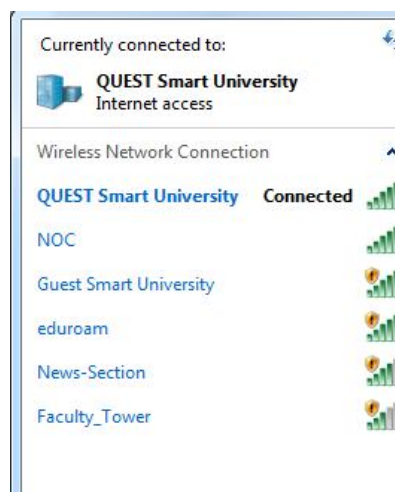 Currently connected to:
QUEST Smart University
Internet access
Wireless Network Connection
QUEST Smart University Connected
NOC
Guest Smart University
eduroam
News-Section
Faculty_Tower